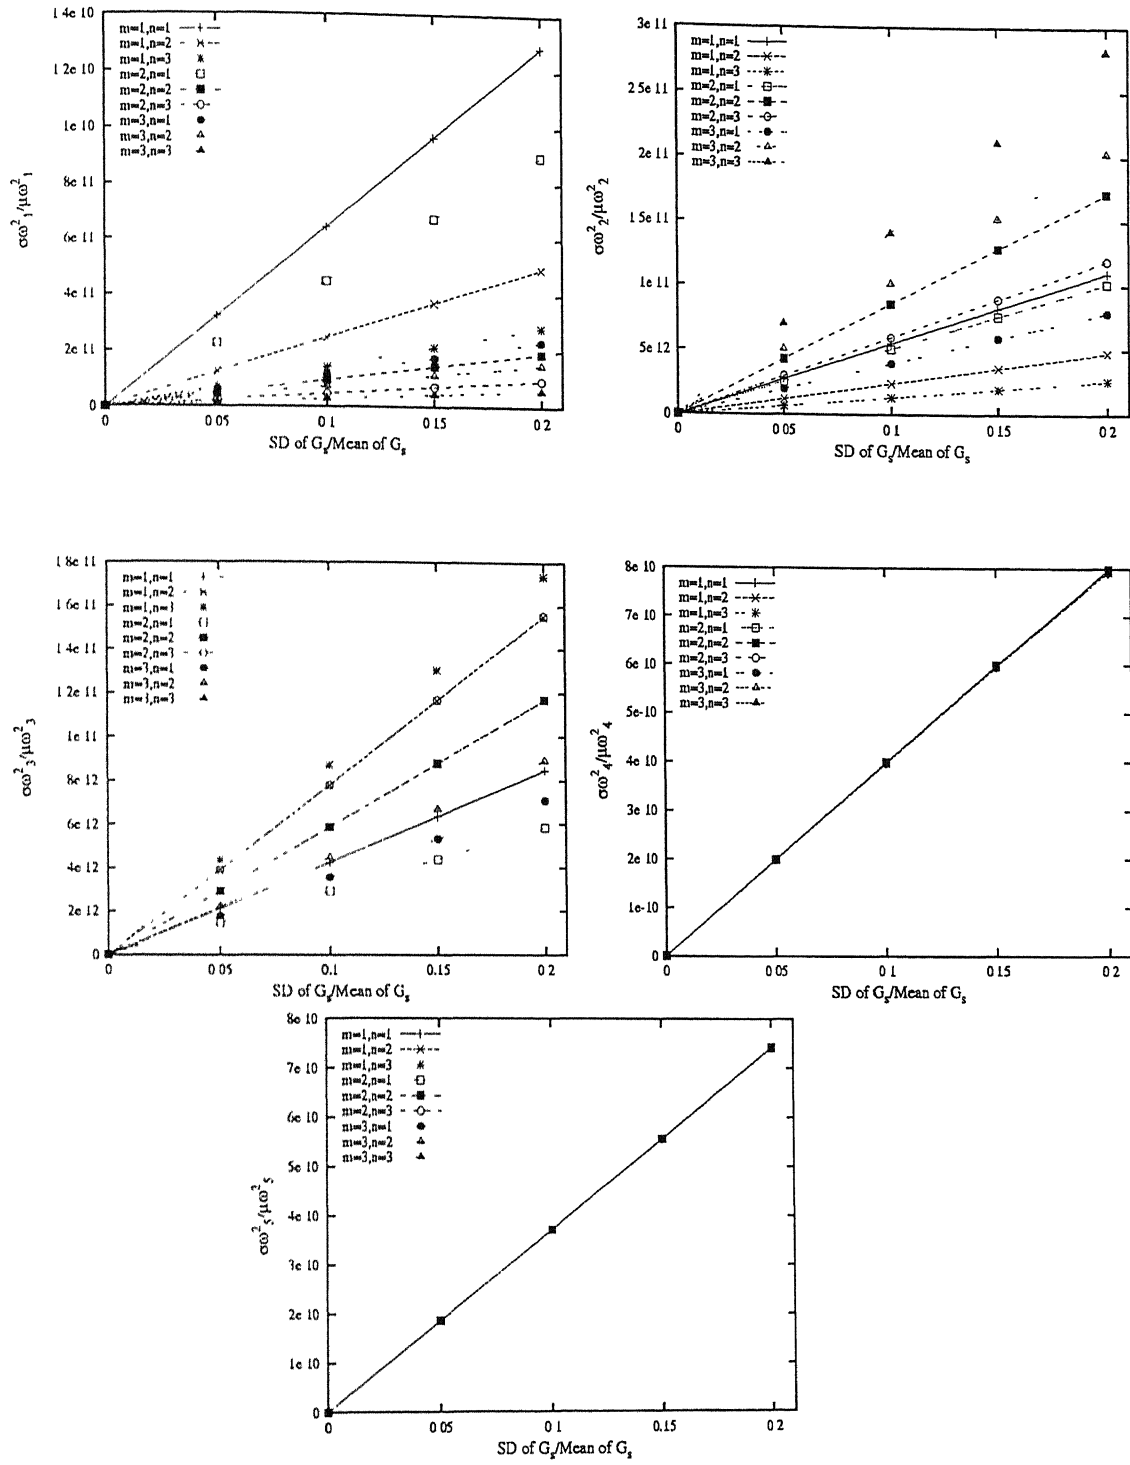 1 4e 10
12e 10
1e 10
8e 11
6e 11
4e 11
2e 11
0
σω²₁/μω²₁
m=1,n=1
m=1,n=2
m=1,n=3
m=2,n=1
m=2,n=2
m=2,n=3
m=3,n=1
m=3,n=2
m=3,n=3
0 0 05 0 1 0 15 0 2
SD of Gₛ/Mean of Gₛ
3e 11
25e 11
2e 11
15e 11
1e 11
5e 12
0
σω²₂/μω²₂
m=1,n=1
m=1,n=2
m=1,n=3
m=2,n=1
m=2,n=2
m=2,n=3
m=3,n=1
m=3,n=2
m=3,n=3
0 0 05 0 1 0.15 0 2
SD of Gₛ/Mean of Gₛ
1 8e 11
16e 11
14e 11
12e 11
1e 11
8e 12
6e 12
4e 12
2e 12
0
σω²₃/μω²₃
m=1,n=1
m=1,n=2
m=1,n=3
m=2,n=1
m=2,n=2
m=2,n=3
m=3,n=1
m=3,n=2
m=3,n=3
0 0 05 0.1 0.15 0 2
SD of Gₛ/Mean of Gₛ
8e 10
7e 10
6e 10
5e-10
4e 10
3e 10
2e 10
1e-10
0
σω²₄/μω²₄
m=1,n=1
m=1,n=2
m=1,n=3
m=2,n=1
m=2,n=2
m=2,n=3
m=3,n=1
m=3,n=2
m=3,n=3
0 0 05 0 1 0.15 0 2
SD of Gₛ/Mean of Gₛ
8e 10
7e 10
6e 10
5e 10
4e 10
3e 10
2e 10
1e 10
0
σω²₅/μω²₅
m=1,n=1
m=1,n=2
m=1,n=3
m=2,n=1
m=2,n=2
m=2,n=3
m=3,n=1
m=3,n=2
m=3,n=3
0 0 05 0 1 0.15 0 2
SD of Gₛ/Mean of Gₛ